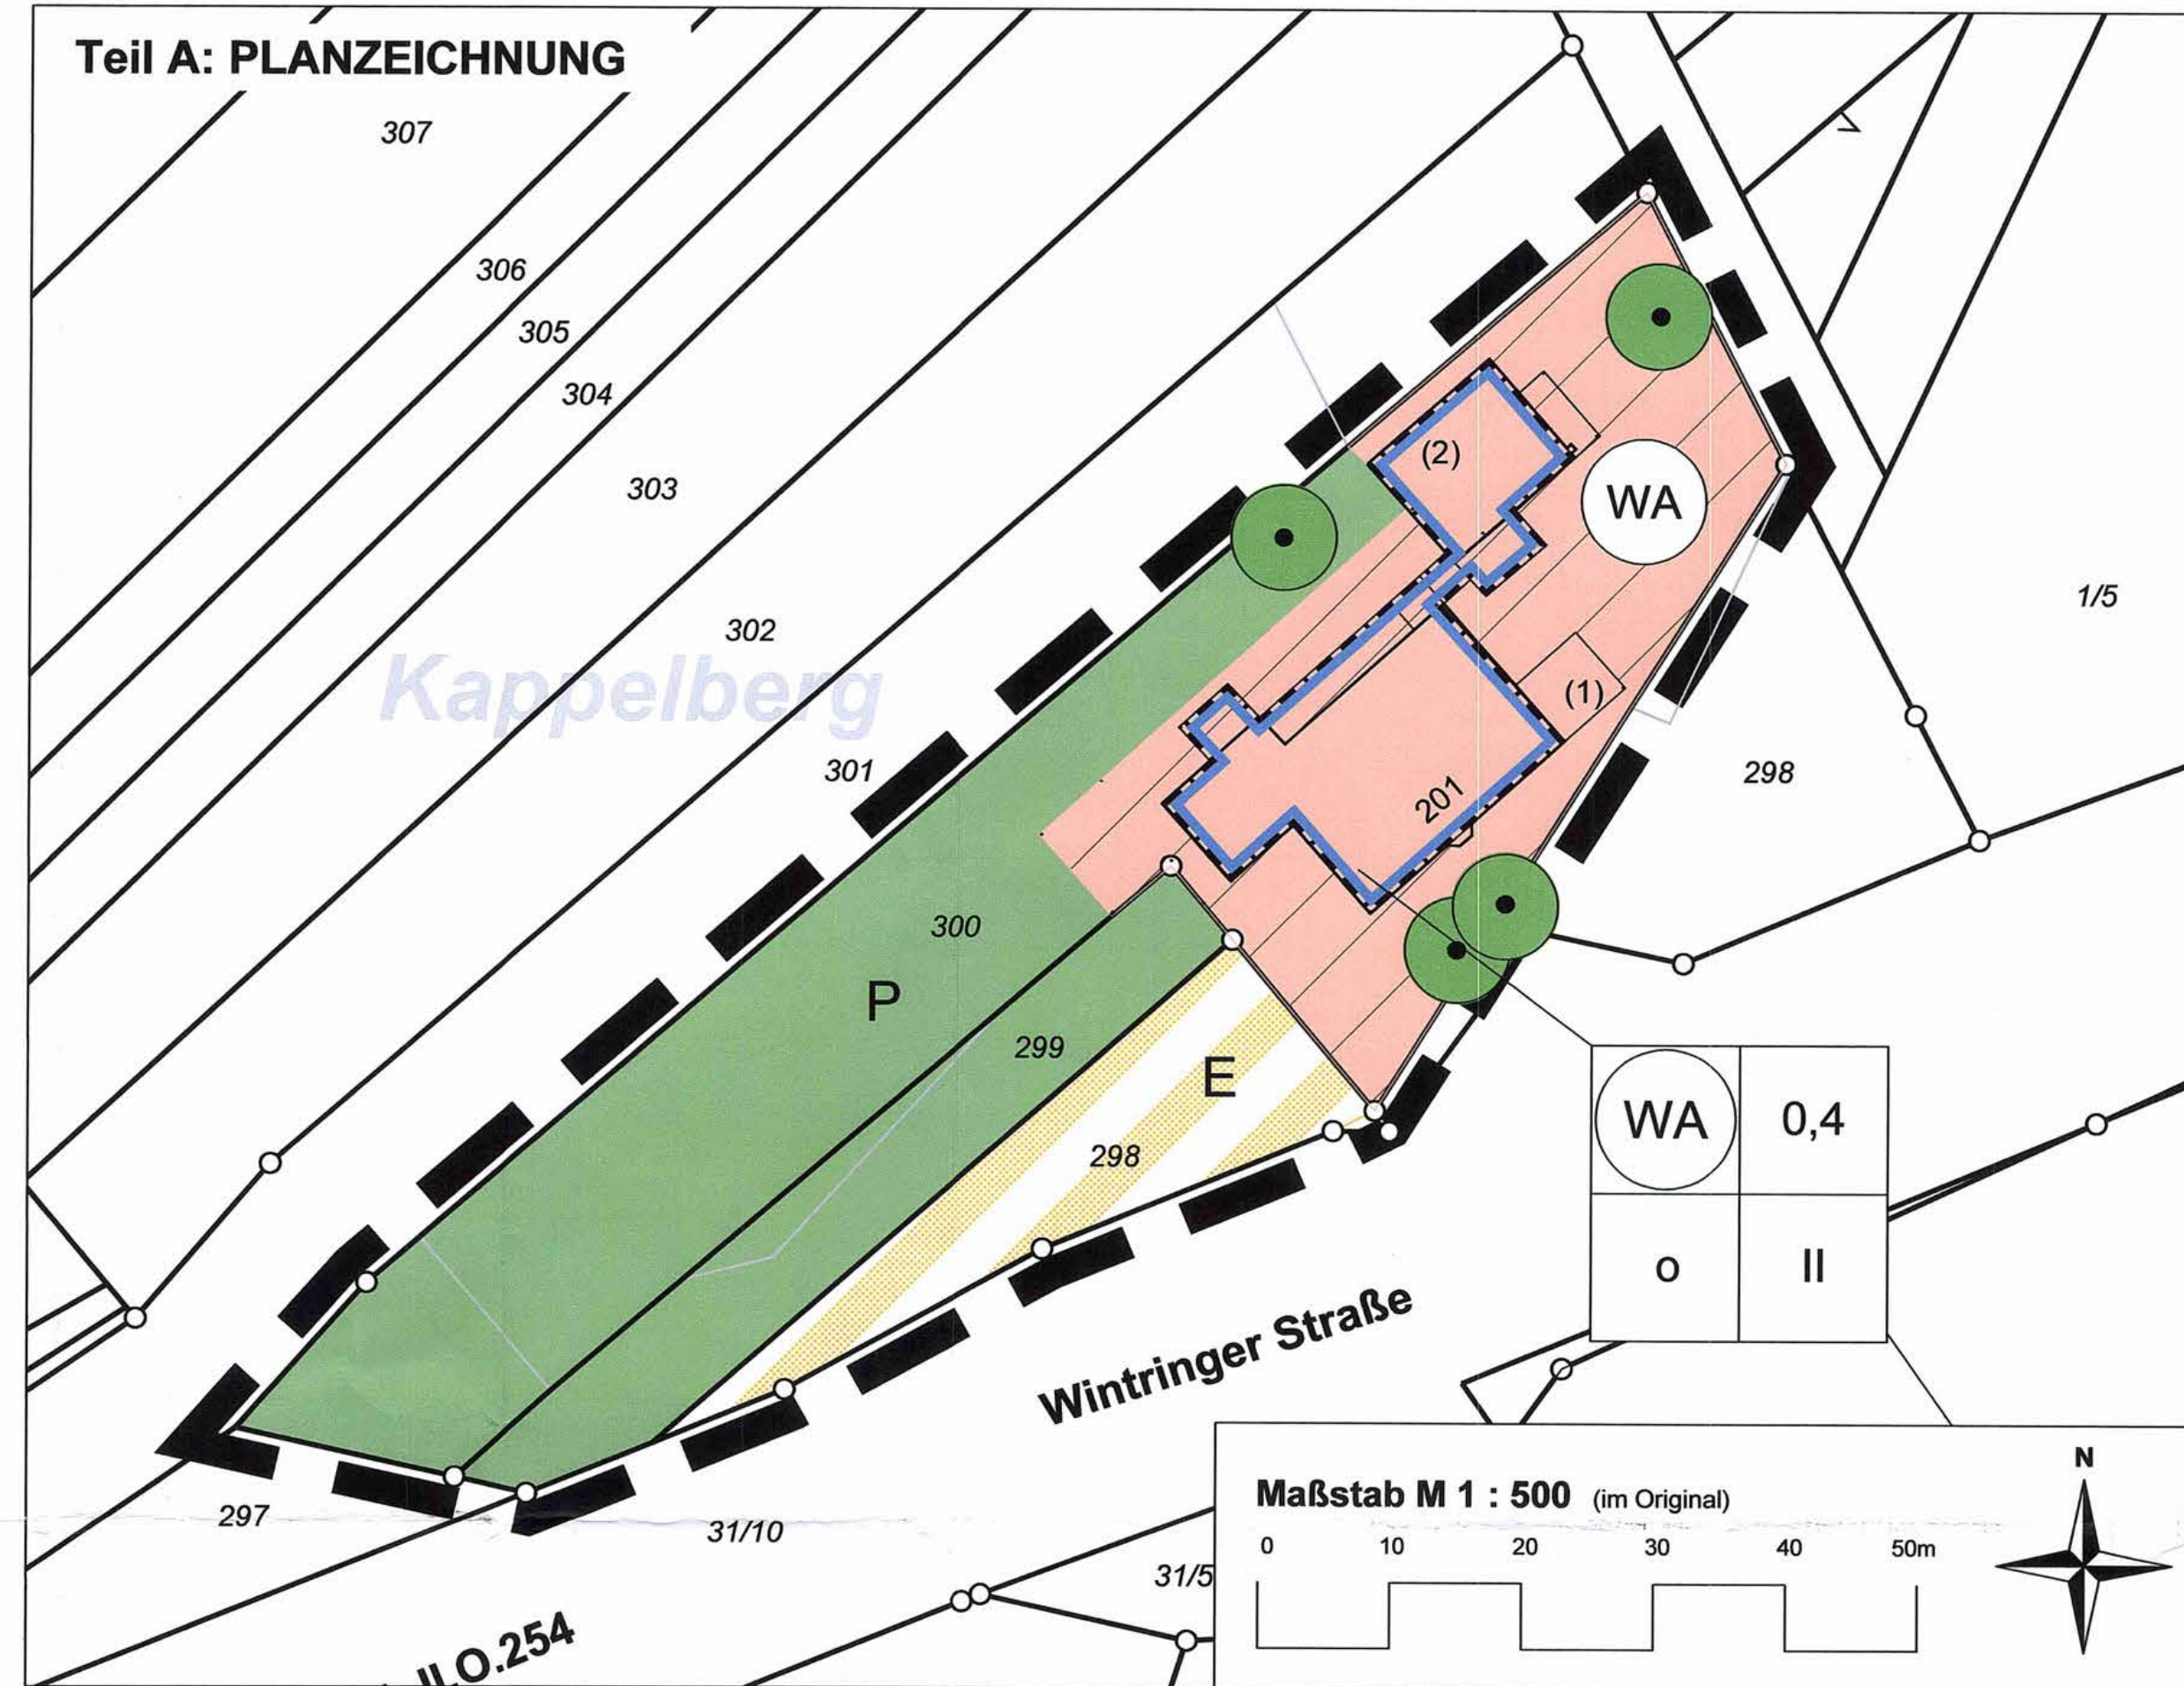 Teil A: PLANZEICHNUNG
307
306
305
304
303
302
Kappelberg
301
(2)
WA
1/5
(1)
201
298
300
P
299
E
298
WA
0,4
o
II
Wintringer Straße
Maßstab M 1 : 500 (im Original)
N
0 10 20 30 40 50m
297
31/10
31/5
II.O.254